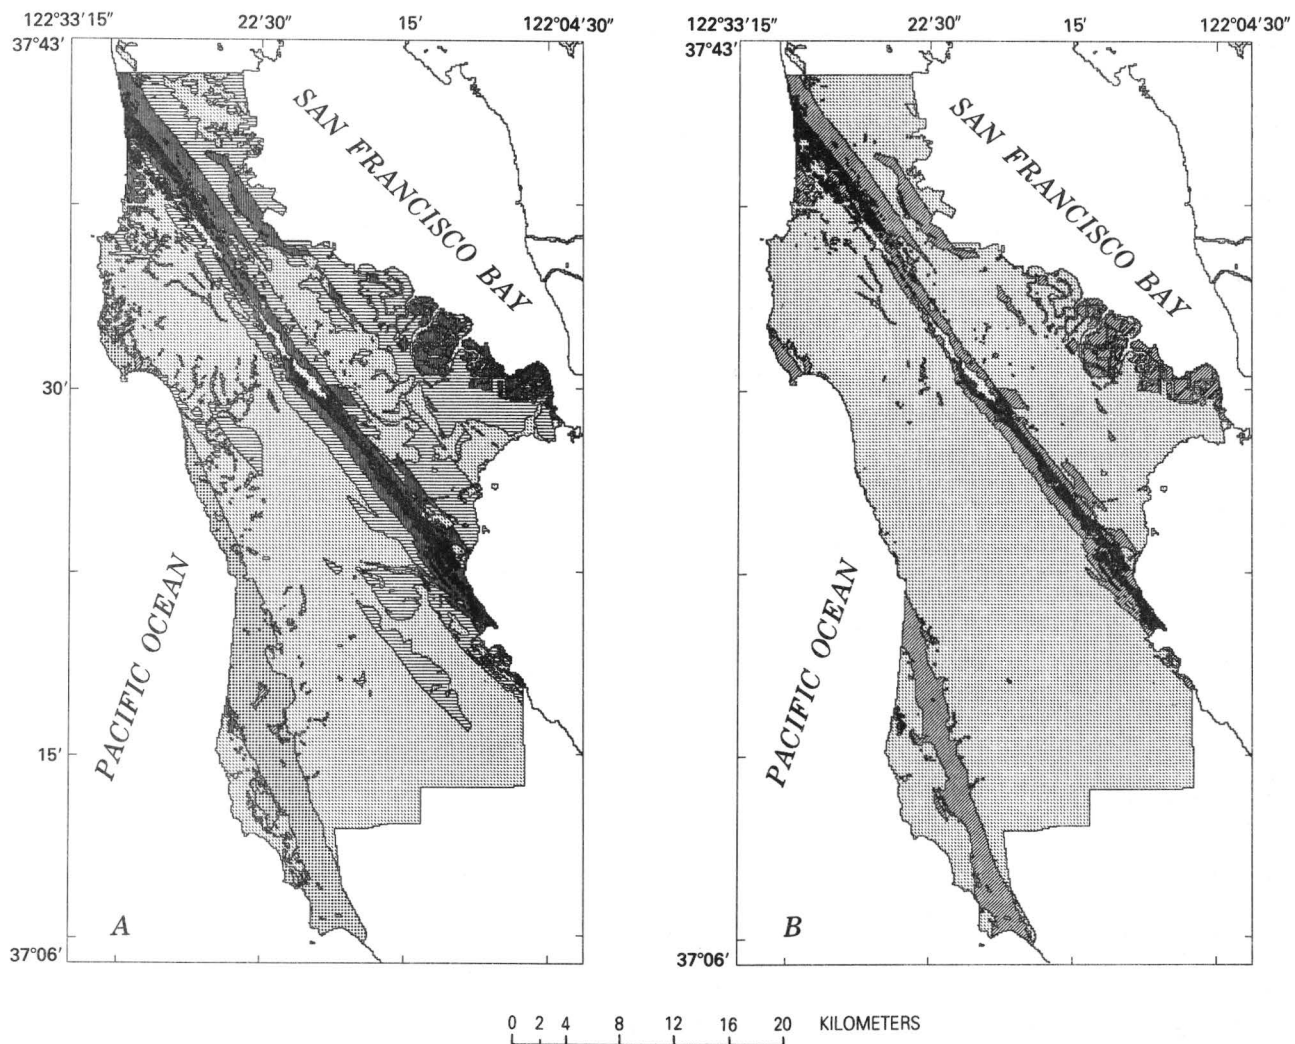 122°33′15″ 22′30″ 15′ 122°04′30″
37°43′
SAN FRANCISCO BAY
30′
PACIFIC OCEAN
15′
A
37°06′
122°33′15″ 22′30″ 15′ 122°04′30″
37°43′
SAN FRANCISCO BAY
30′
PACIFIC OCEAN
15′
B
37°06′
0 2 4 8 12 16 20 KILOMETERS